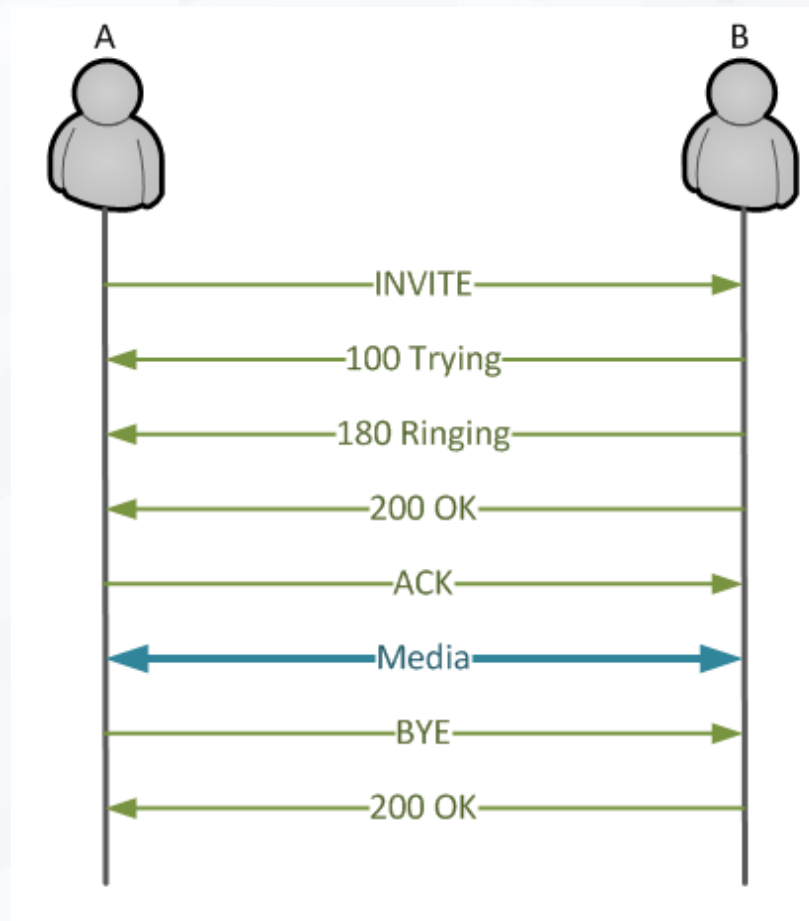 A
B
INVITE
100 Trying
180 Ringing
200 OK
ACK
Media
BYE
200 OK